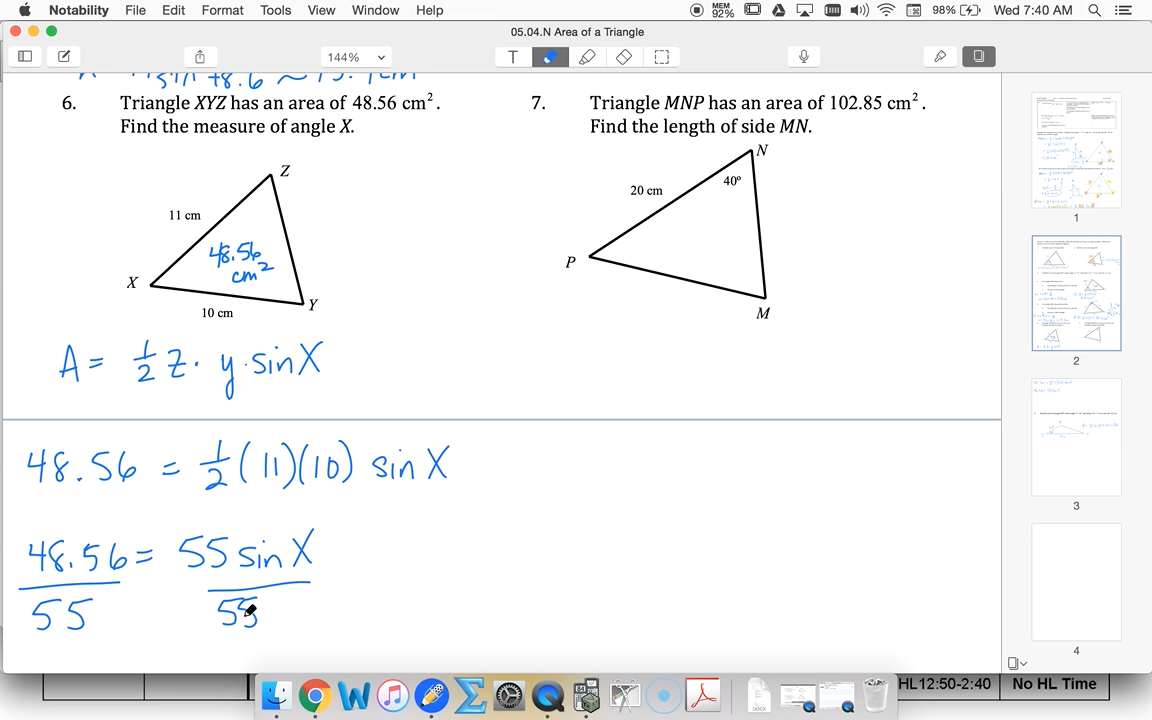 Notability File Edit Format Tools View Window Help MEM 92% 98% Wed 7:40 AM
05.04.N Area of a Triangle
144% T
6. Triangle XYZ has an area of 48.56 cm².
Find the measure of angle X.
Z
11 cm
48.56
cm²
X
10 cm
Y
A = 1/2 z · y · sin X
48.56 = 1/2 (11)(10) sin X
48.56 = 55 sin X
55 55
7. Triangle MNP has an area of 102.85 cm².
Find the length of side MN.
N
40º
20 cm
P
M
1
2
3
4
HL12:50-2:40 No HL Time